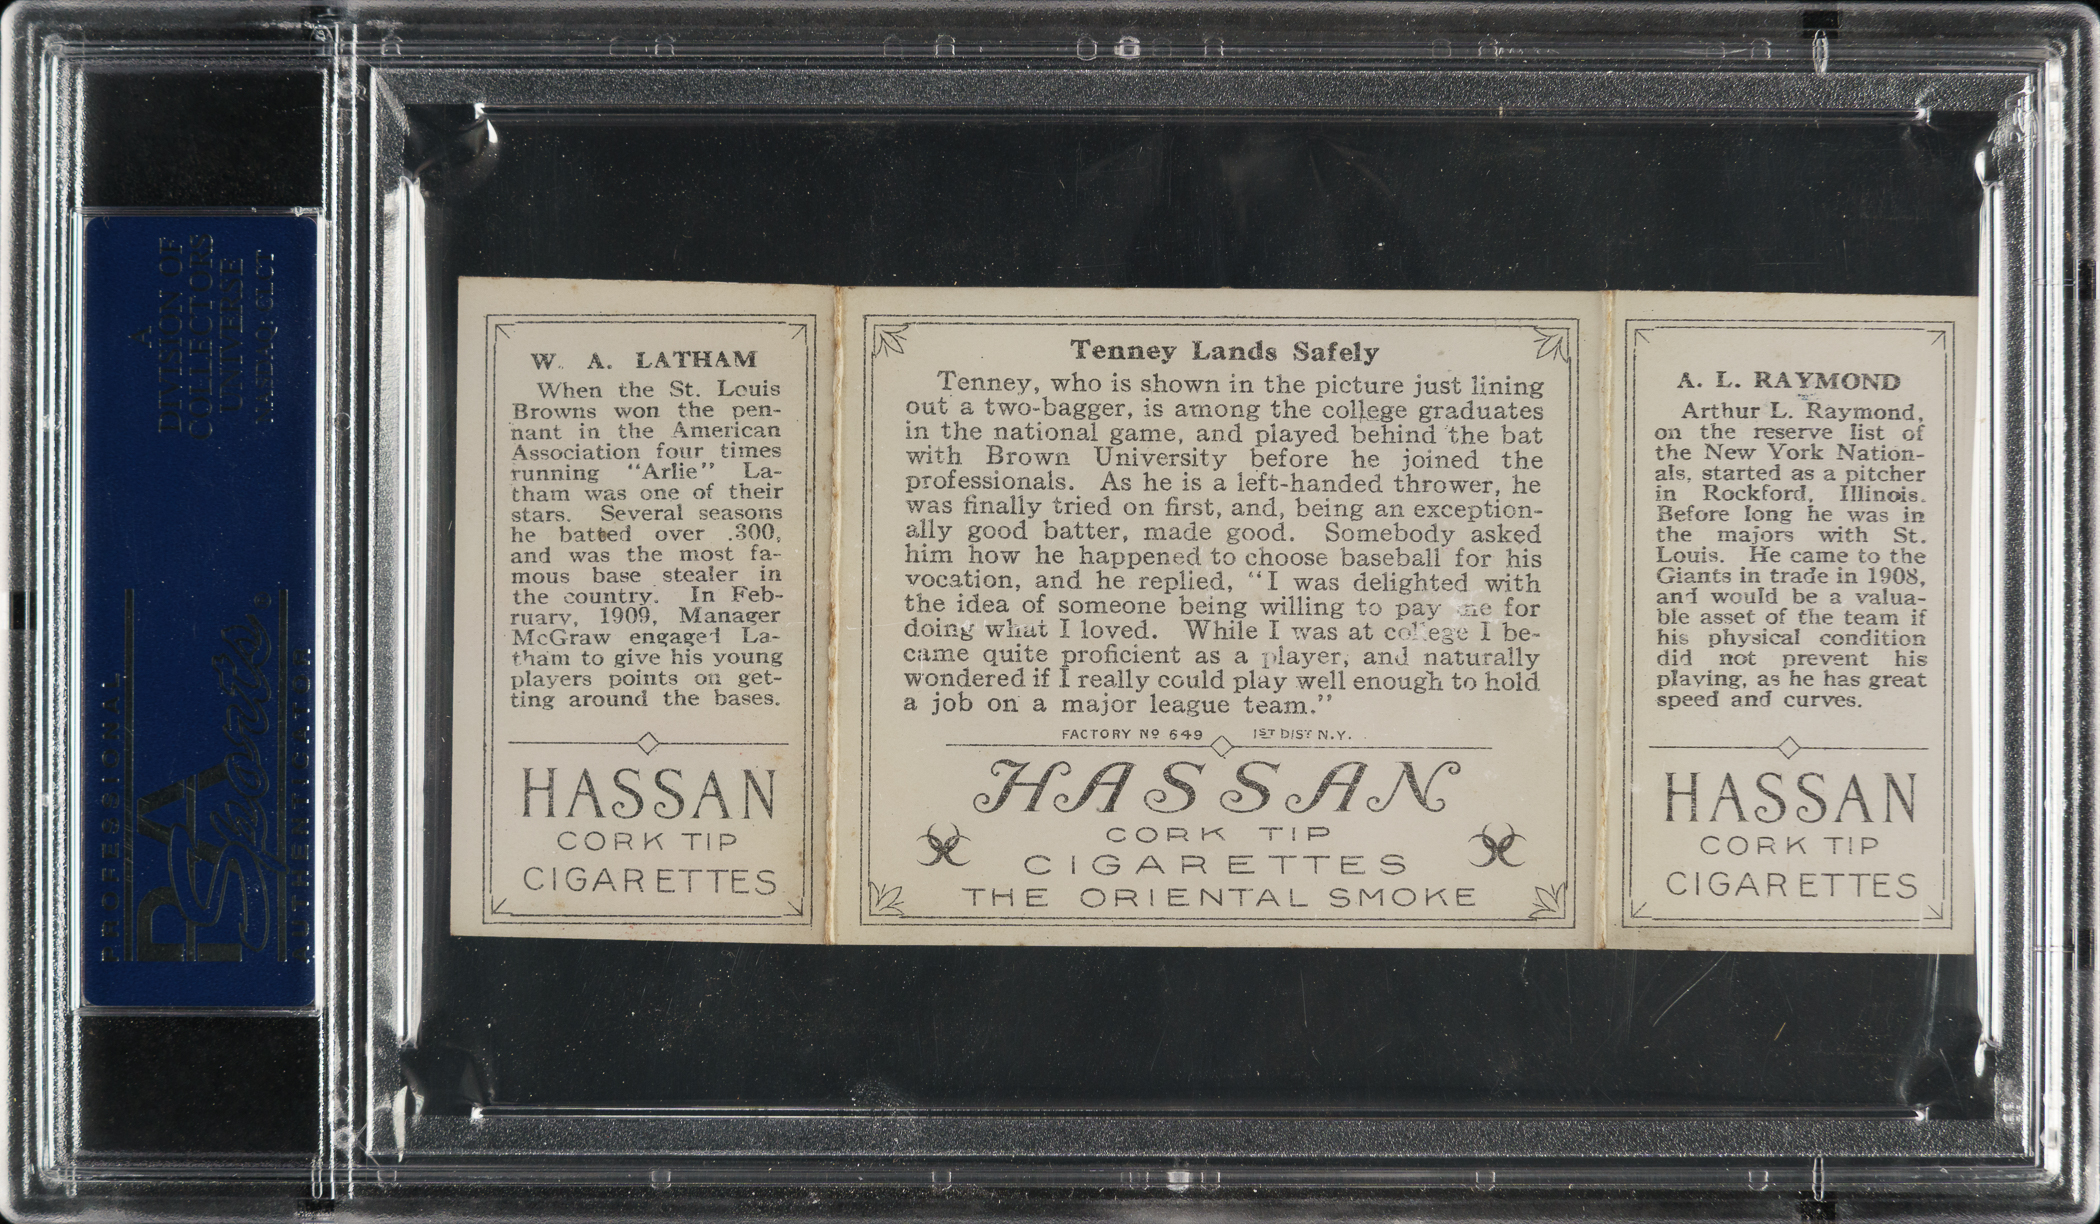 A
DIVISION OF
COLLECTORS
UNIVERSE
NASDAQ: CLCT
PROFESSIONAL
PSA
Sports
AUTHENTICATOR
W. A. LATHAM
When the St. Louis
Browns won the pen-
nant in the American
Association four times
running "Arlie" La-
tham was one of their
stars. Several seasons
he batted over .300,
and was the most fa-
mous base stealer in
the country. In Feb-
ruary, 1909, Manager
McGraw engaged La-
tham to give his young
players points on get-
ting around the bases.
HASSAN
CORK TIP
CIGARETTES
Tenney Lands Safely
Tenney, who is shown in the picture just lining
out a two-bagger, is among the college graduates
in the national game, and played behind the bat
with Brown University before he joined the
professionals. As he is a left-handed thrower, he
was finally tried on first, and, being an exception-
ally good batter, made good. Somebody asked
him how he happened to choose baseball for his
vocation, and he replied, "I was delighted with
the idea of someone being willing to pay me for
doing what I loved. While I was at college I be-
came quite proficient as a player, and naturally
wondered if I really could play well enough to hold
a job on a major league team."
FACTORY Nº 649 1ST DIST N.Y.
HASSAN
CORK TIP
CIGARETTES
THE ORIENTAL SMOKE
A. L. RAYMOND
Arthur L. Raymond,
on the reserve list of
the New York Nation-
als, started as a pitcher
in Rockford, Illinois.
Before long he was in
the majors with St.
Louis. He came to the
Giants in trade in 1908,
and would be a valua-
ble asset of the team if
his physical condition
did not prevent his
playing, as he has great
speed and curves.
HASSAN
CORK TIP
CIGARETTES